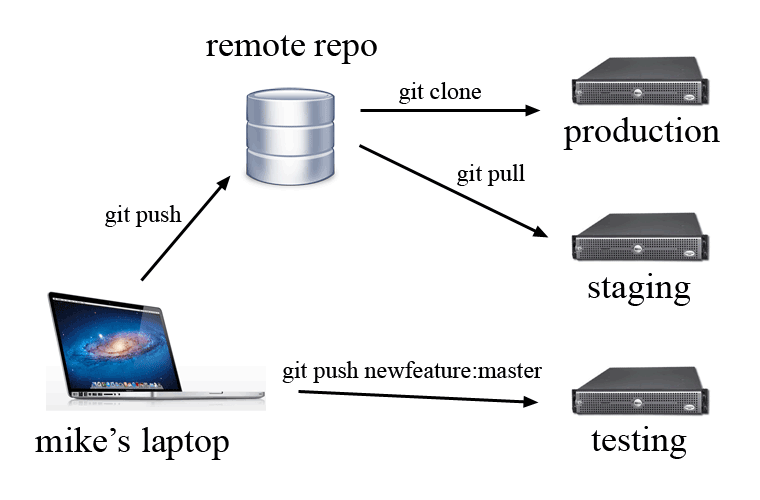 remote repo
git clone
production
git pull
git push
staging
git push newfeature:master
mike's laptop
testing